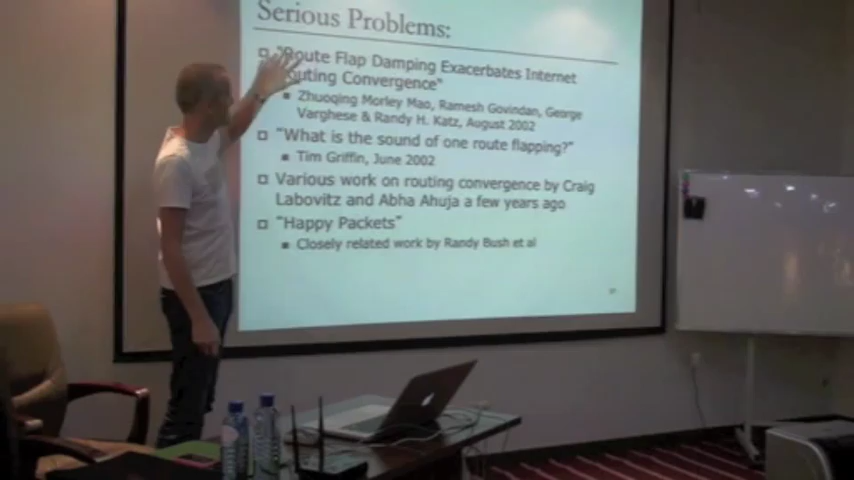 Serious Problems:
"Route Flap Damping Exacerbates Internet
Routing Convergence"
Zhuoqing Morley Mao, Ramesh Govindan, George
Varghese & Randy H. Katz, August 2002
"What is the sound of one route flapping?"
Tim Griffin, June 2002
Various work on routing convergence by Craig
Labovitz and Abha Ahuja a few years ago
"Happy Packets"
Closely related work by Randy Bush et al